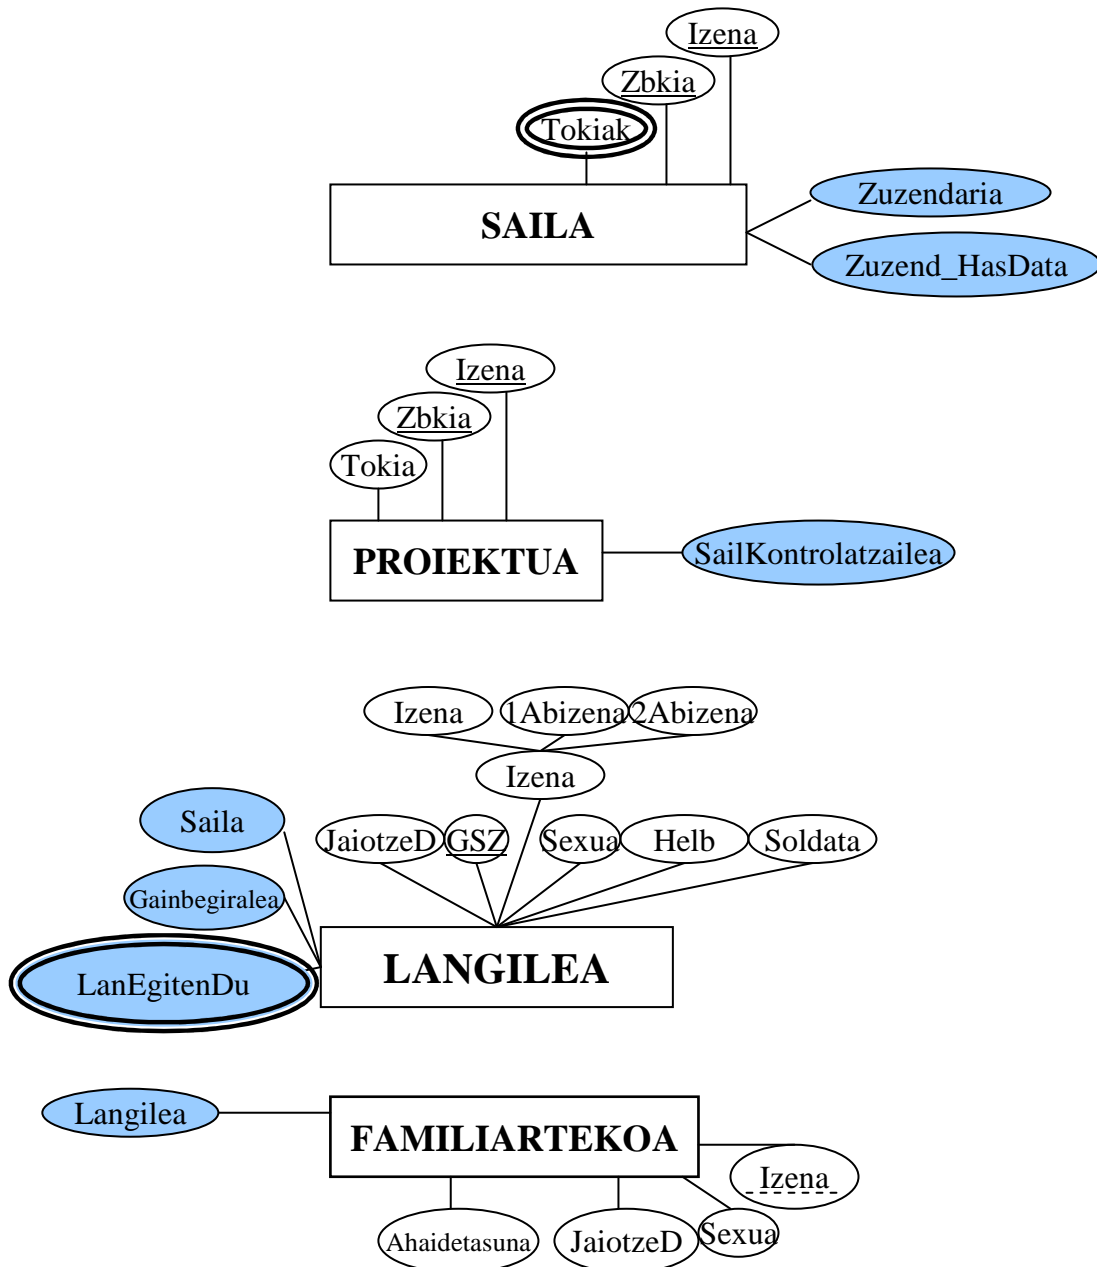 Izena
Zbkia
Tokiak
SAILA
Zuzendaria
Zuzend_HasData
Izena
Zbkia
Tokia
PROIEKTUA
SailKontrolatzailea
Izena 1Abizena 2Abizena
Izena
Saila
JaiotzeD GSZ Sexua Helb Soldata
Gainbegiralea
LanEgitenDu
LANGILEA
Langilea
FAMILIARTEKOA
Izena
Ahaidetasuna JaiotzeD Sexua